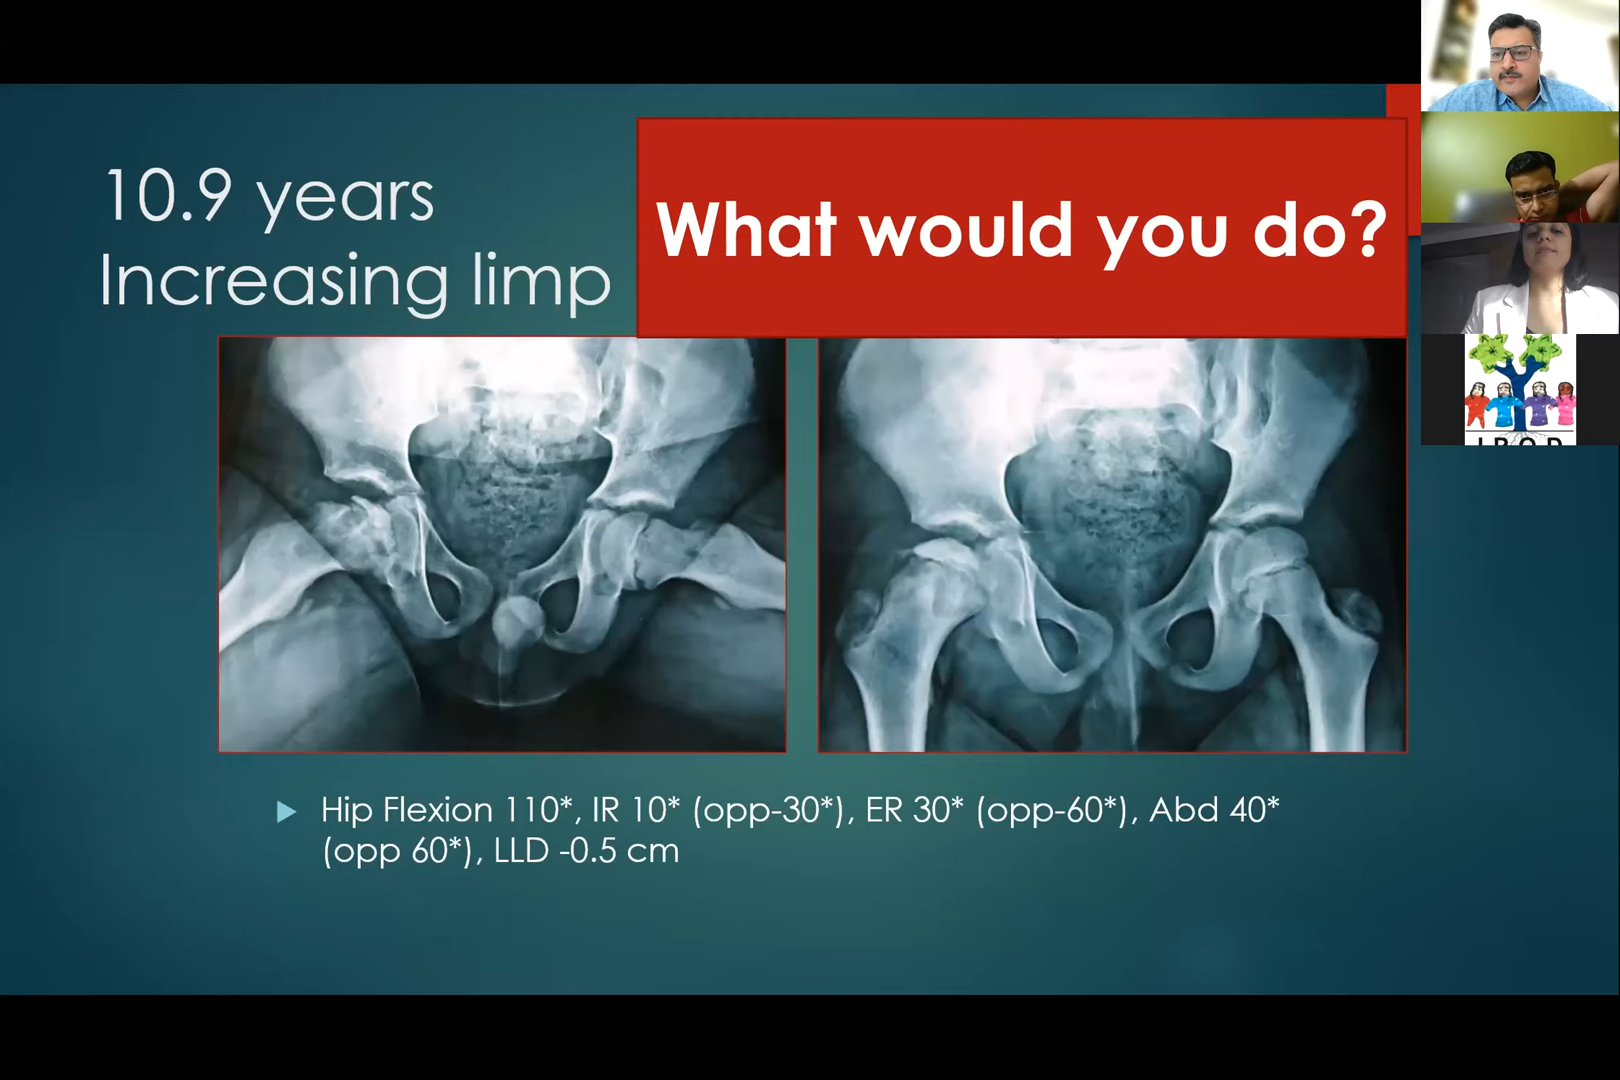 10.9 years
Increasing limp
What would you do?
Hip Flexion 110*, IR 10* (opp-30*), ER 30* (opp-60*), Abd 40*
(opp 60*), LLD -0.5 cm